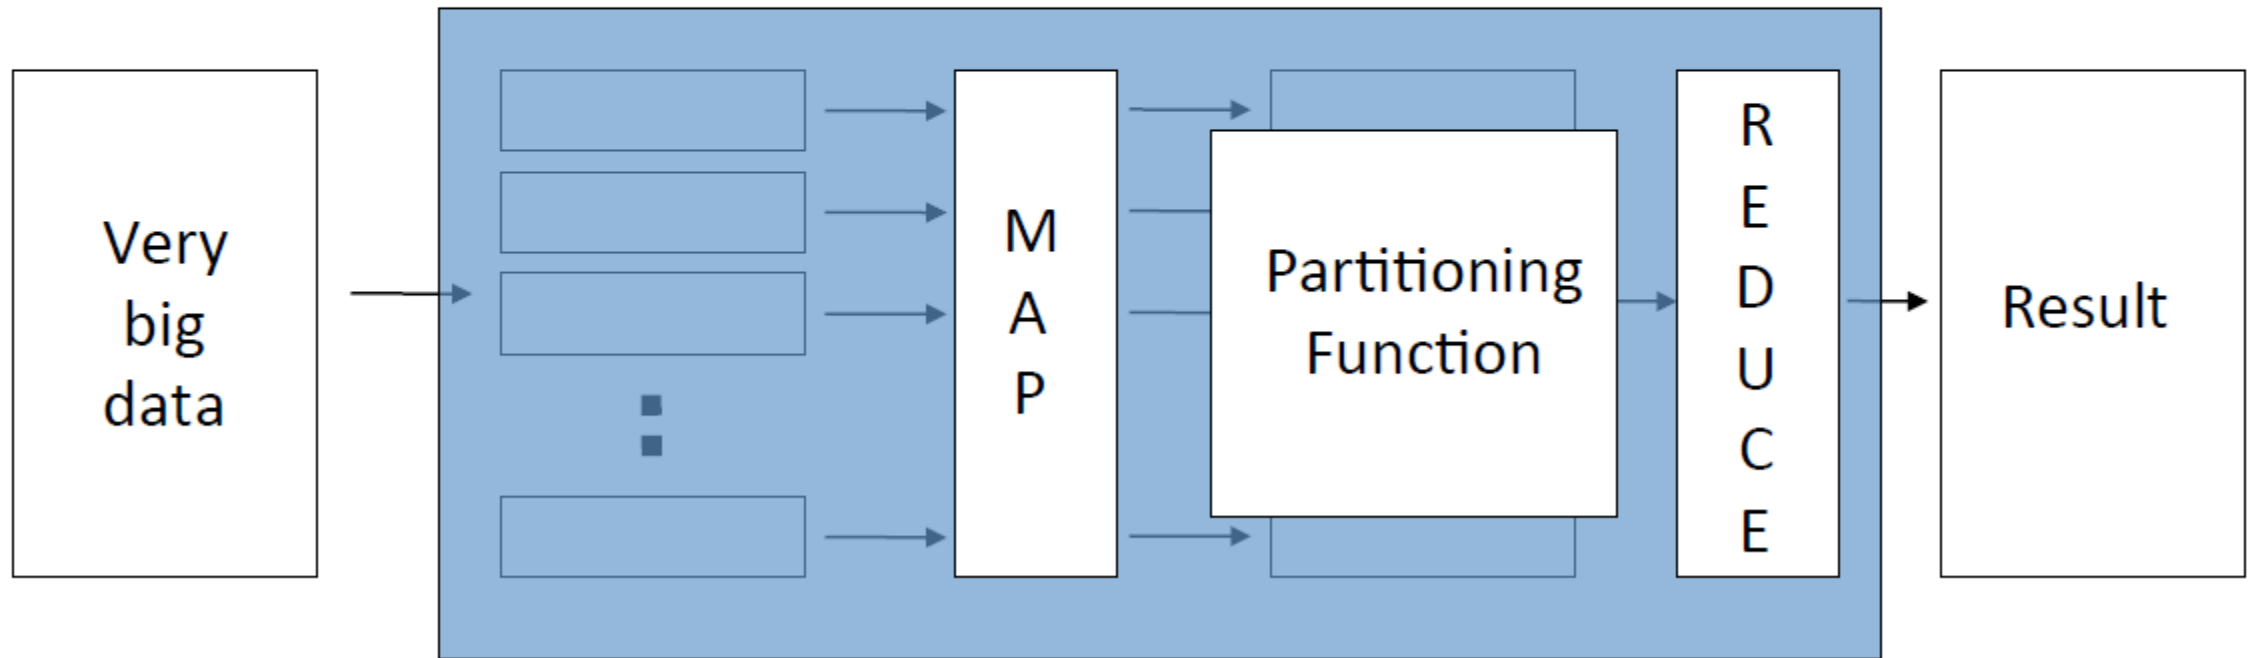 Very
big
data
M
A
P
Partitioning
Function
R
E
D
U
C
E
Result